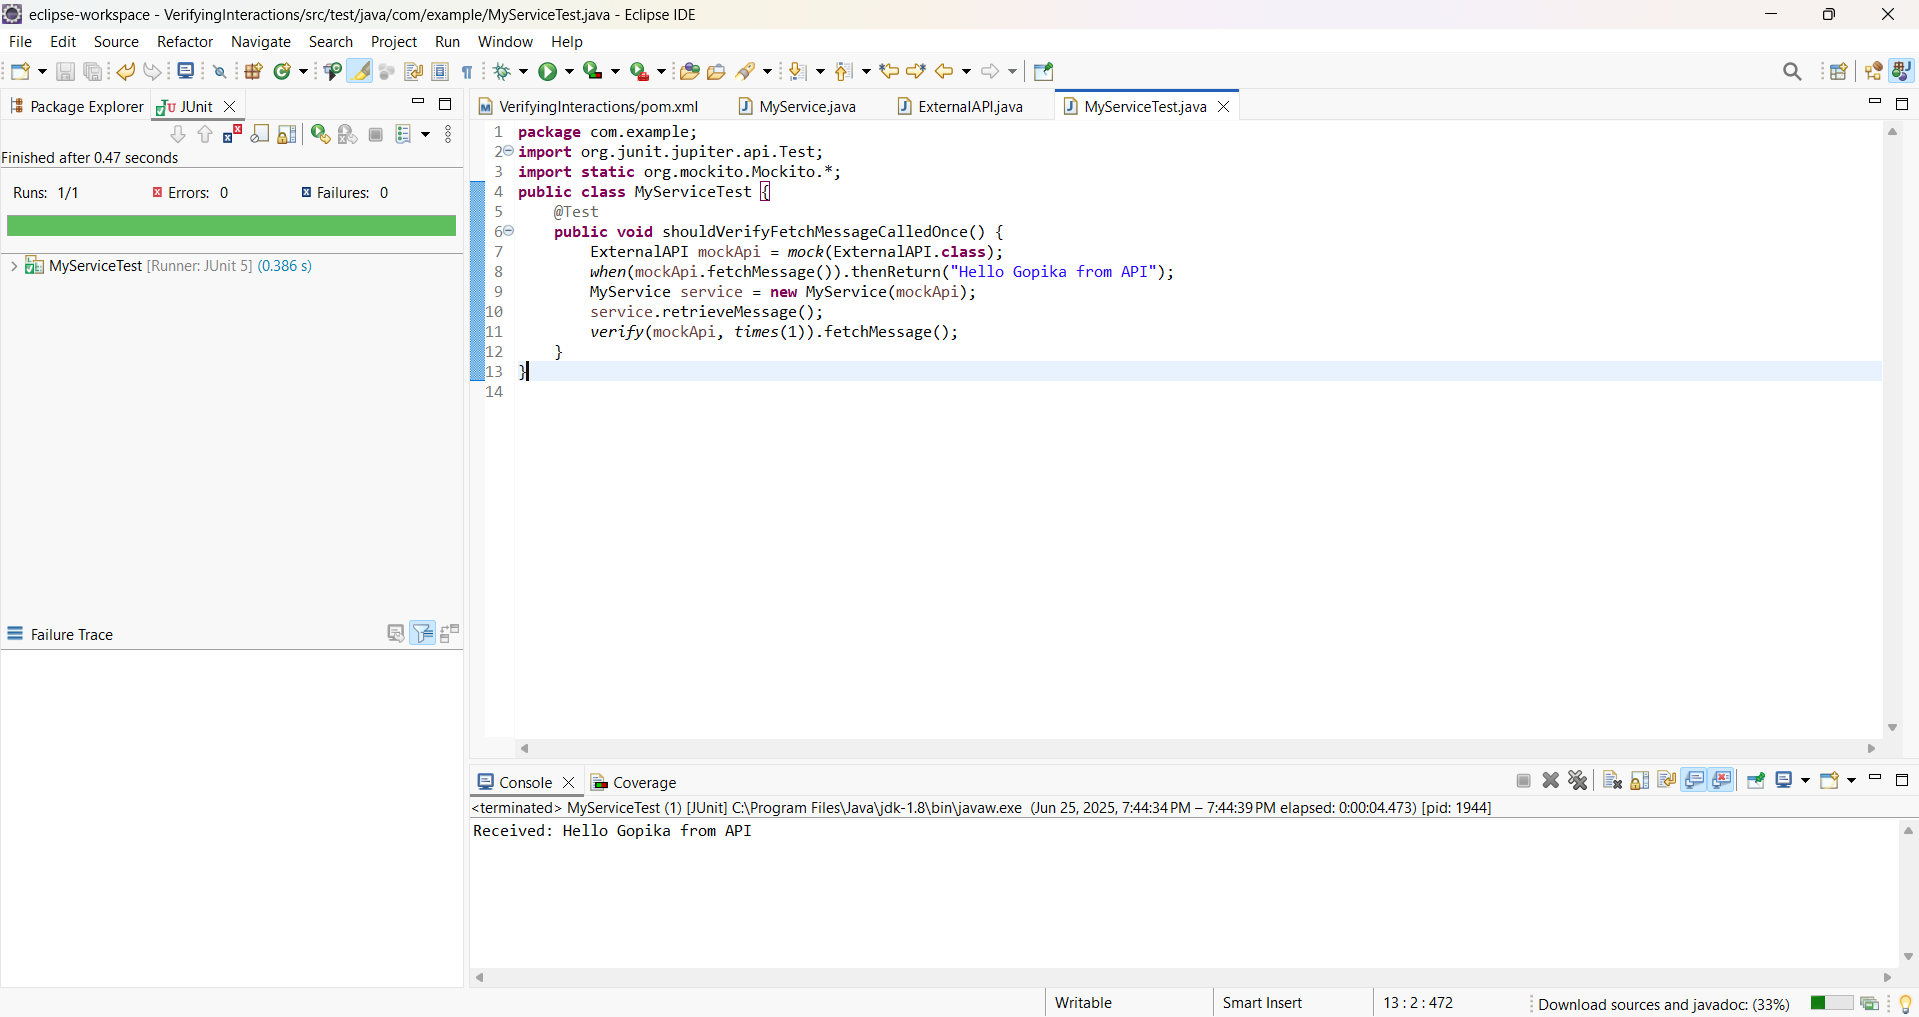 eclipse-workspace - VerifyingInteractions/src/test/java/com/example/MyServiceTest.java - Eclipse IDE
File Edit Source Refactor Navigate Search Project Run Window Help
Package Explorer JUnit
Finished after 0.47 seconds
Runs: 1/1 Errors: 0 Failures: 0
MyServiceTest [Runner: JUnit 5] (0.386 s)
Failure Trace
VerifyingInteractions/pom.xml MyService.java ExternalAPI.java MyServiceTest.java
1 package com.example;
2 import org.junit.jupiter.api.Test;
3 import static org.mockito.Mockito.*;
4 public class MyServiceTest {
5 @Test
6 public void shouldVerifyFetchMessageCalledOnce() {
7 ExternalAPI mockApi = mock(ExternalAPI.class);
8 when(mockApi.fetchMessage()).thenReturn("Hello Gopika from API");
9 MyService service = new MyService(mockApi);
10 service.retrieveMessage();
11 verify(mockApi, times(1)).fetchMessage();
12 }
13 }
14
Console Coverage
<terminated> MyServiceTest (1) [JUnit] C:\Program Files\Java\jdk-1.8\bin\javaw.exe (Jun 25, 2025, 7:44:34 PM – 7:44:39 PM elapsed: 0:00:04.473) [pid: 1944]
Received: Hello Gopika from API
Writable Smart Insert 13 : 2 : 472 Download sources and javadoc: (33%)